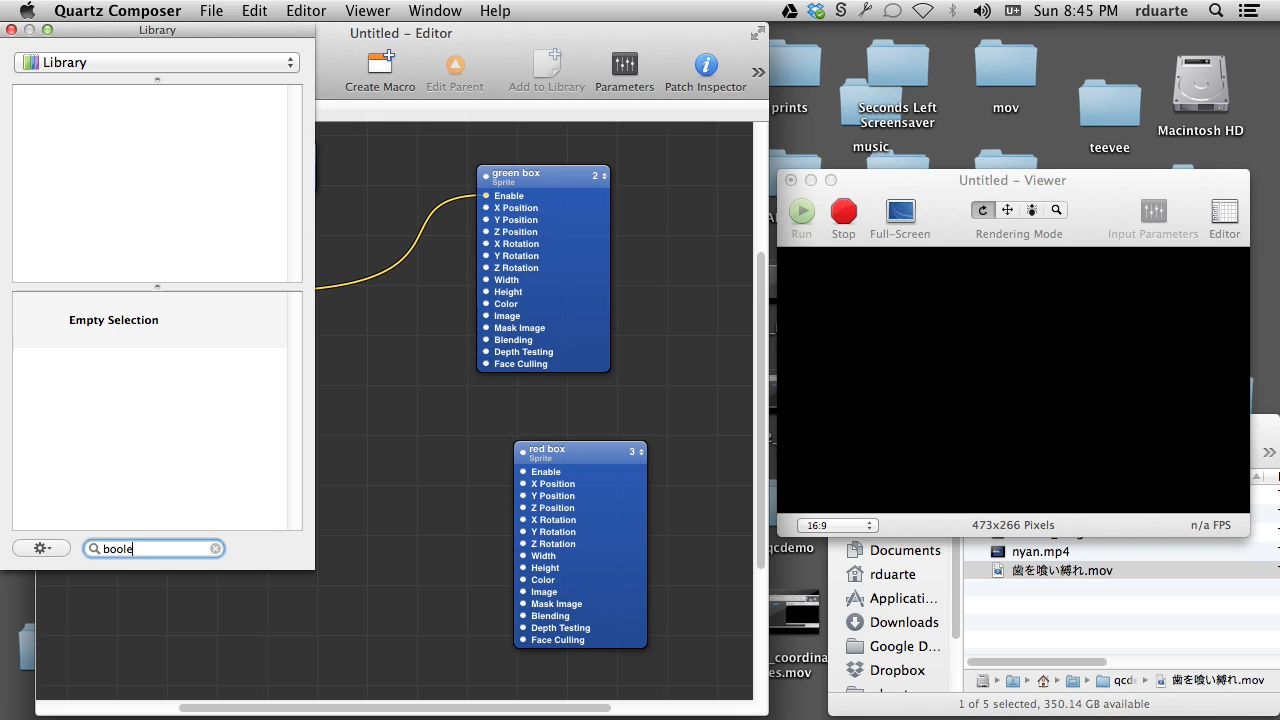 Quartz Composer File Edit Editor Viewer Window Help
Sun 8:45 PM rduarte
Library
Library
Empty Selection
boole
Untitled – Editor
Create Macro
Edit Parent
Add to Library
Parameters
Patch Inspector
green box 2
Sprite
Enable
X Position
Y Position
Z Position
X Rotation
Y Rotation
Z Rotation
Width
Height
Color
Image
Mask Image
Blending
Depth Testing
Face Culling
red box 3
Sprite
Enable
X Position
Y Position
Z Position
X Rotation
Y Rotation
Z Rotation
Width
Height
Color
Image
Mask Image
Blending
Depth Testing
Face Culling
prints
Seconds Left
Screensaver
music
mov
teevee
Macintosh HD
Untitled – Viewer
Run
Stop
Full-Screen
Rendering Mode
Input Parameters
Editor
16:9
473x266 Pixels
n/a FPS
qcdemo
_coordina
es.mov
Documents
rduarte
Applicati...
Downloads
Google D...
Dropbox
nyan.mp4
歯を喰い縛れ.mov
qcde
歯を喰い縛れ.mov
1 of 5 selected, 350.14 GB available